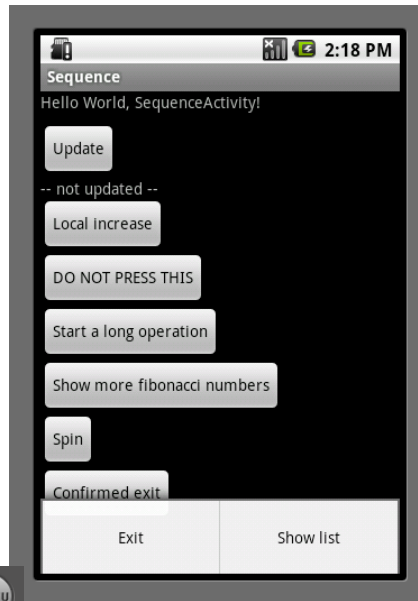 2:18 PM
Sequence
Hello World, SequenceActivity!
Update
-- not updated --
Local increase
DO NOT PRESS THIS
Start a long operation
Show more fibonacci numbers
Spin
Confirmed exit
Exit Show list